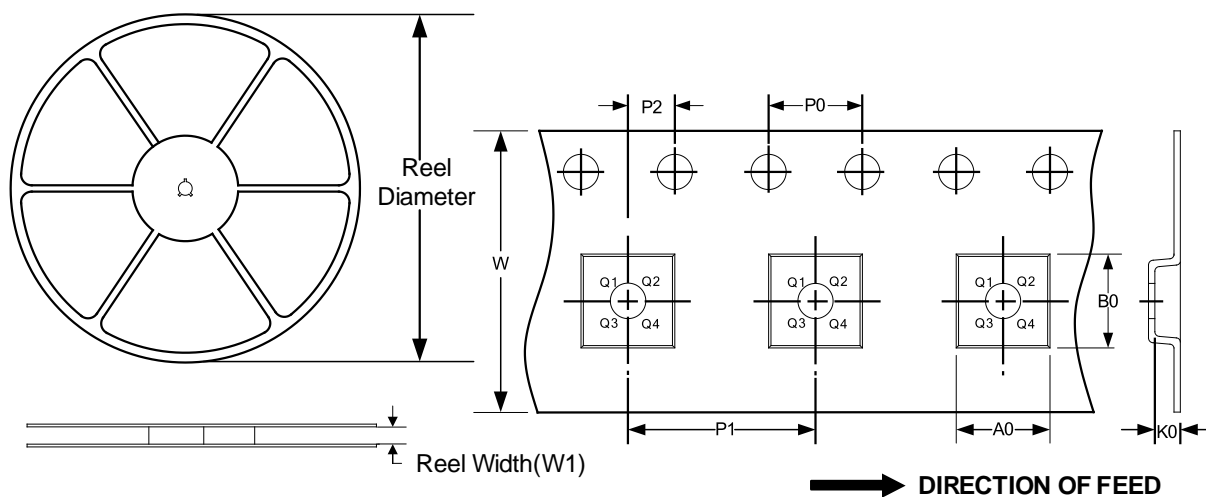 Reel
Diameter
P2
P0
W
Q1 Q2
Q3 Q4
Q1 Q2
Q3 Q4
Q1 Q2
Q3 Q4
B0
P1
A0
K0
Reel Width(W1)
DIRECTION OF FEED